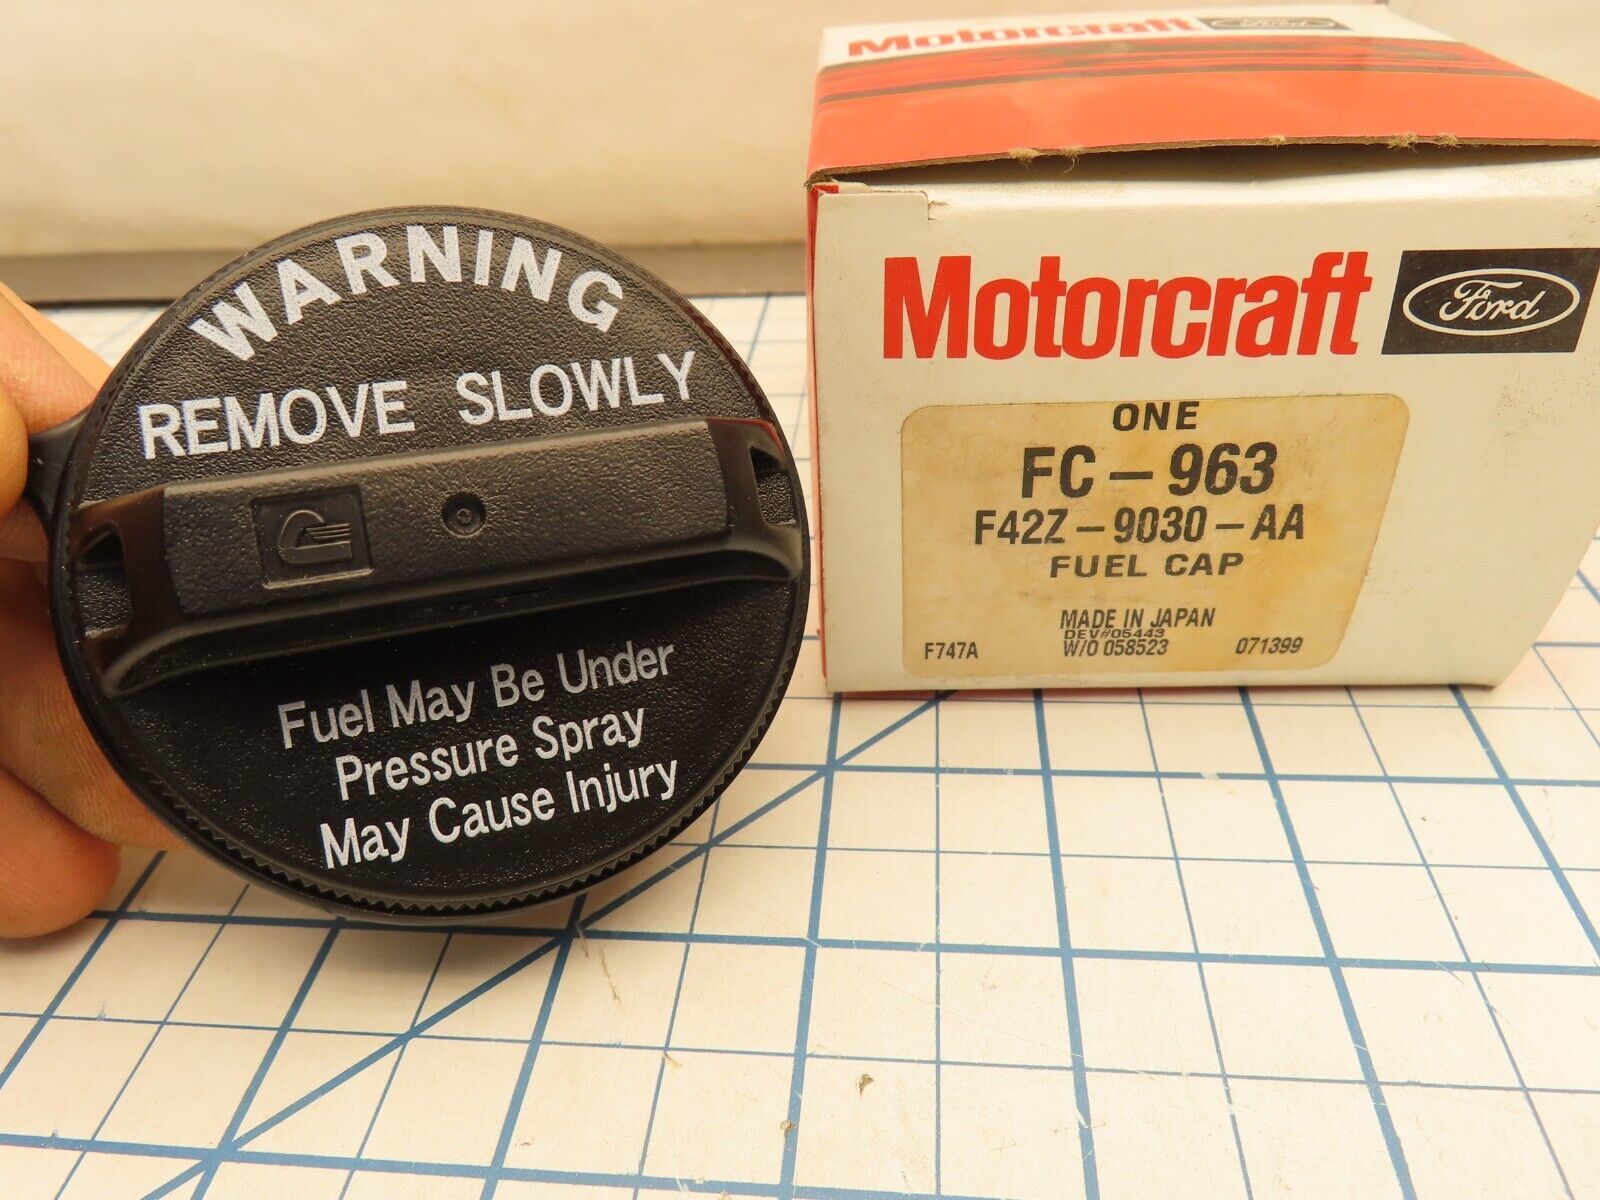 WARNING
REMOVE SLOWLY
Fuel May Be Under
Pressure Spray
May Cause Injury
Motorcraft Ford
Motorcraft Ford
ONE
FC-963
F42Z-9030-AA
FUEL CAP
MADE IN JAPAN
DEV#05443
F747A W/O 058523 071399